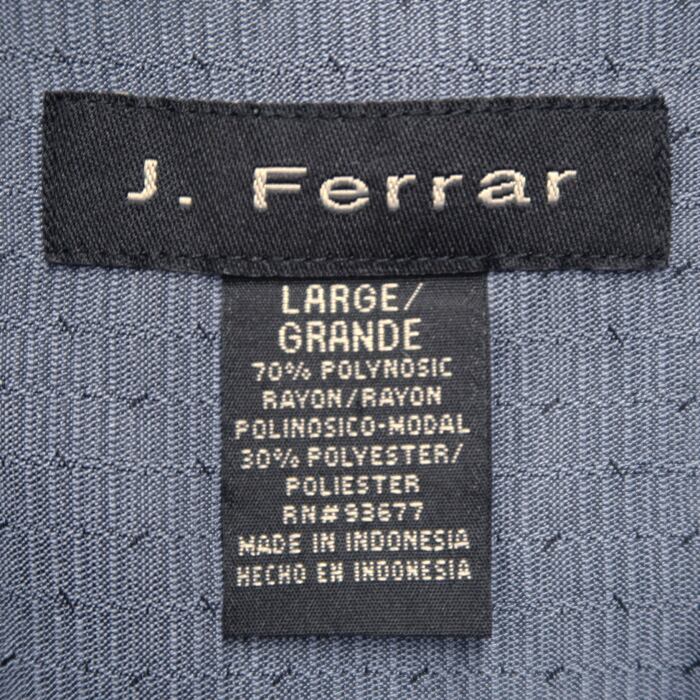 J. Ferrar
LARGE/
GRANDE
70% POLYNOSIC
RAYON/RAYON
POLINOSICO-MODAL
30% POLYESTER/
POLIESTER
RN#93677
MADE IN INDONESIA
HECHO EN INDONESIA